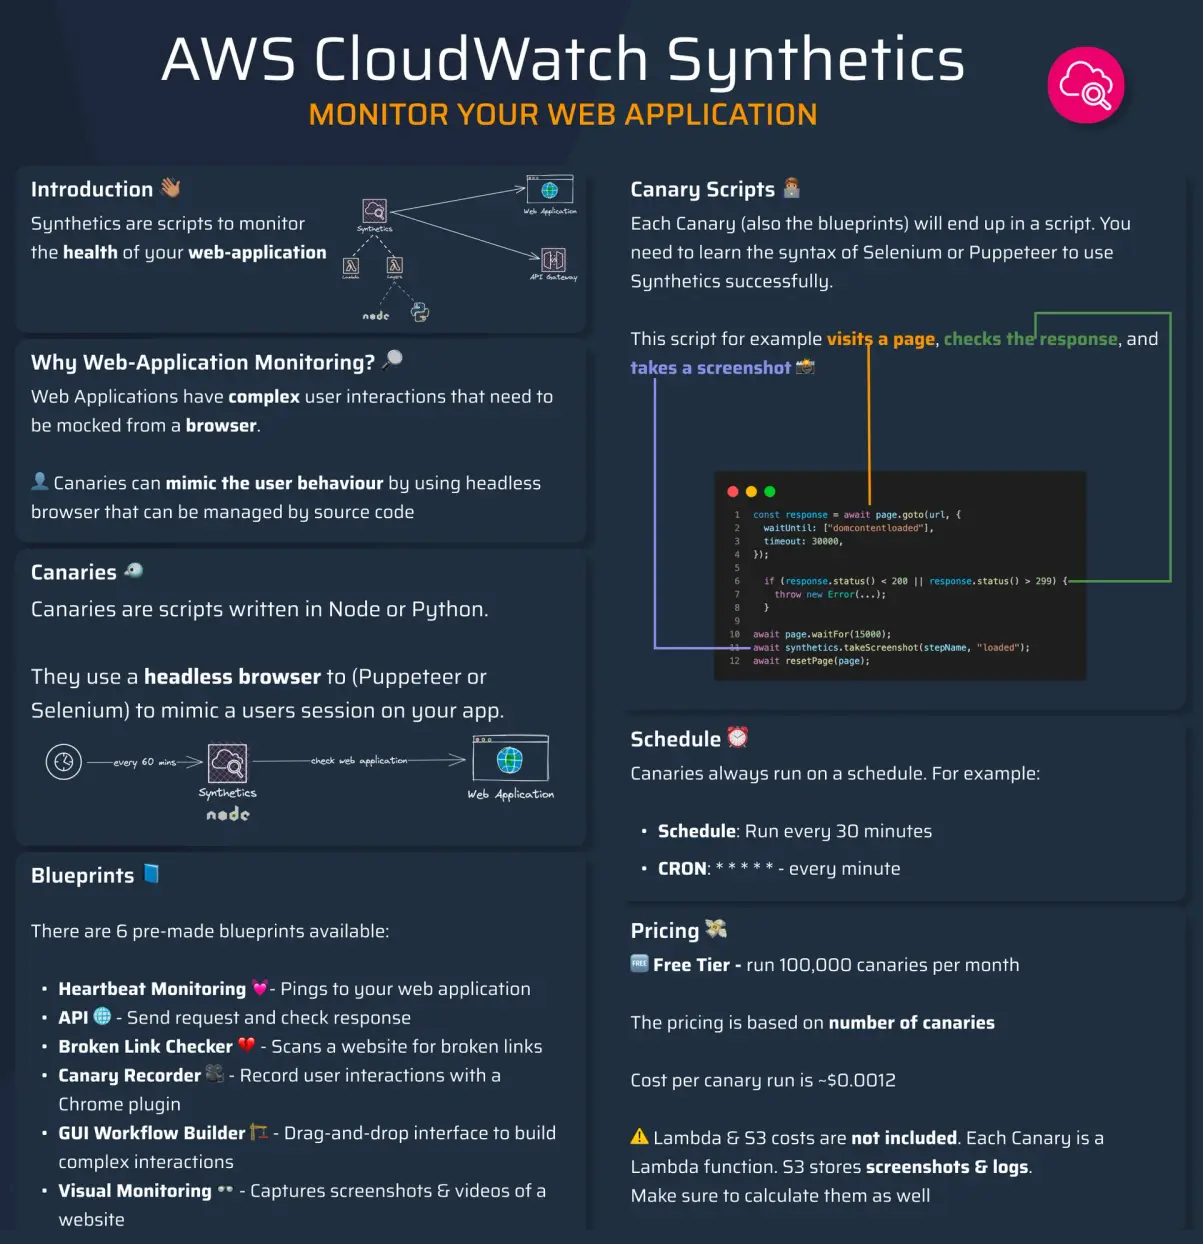 AWS CloudWatch Synthetics
MONITOR YOUR WEB APPLICATION
Introduction 👋🏽
Synthetics are scripts to monitor
the health of your web-application
Synthetics
Web Application
API Gateway
Lambda
Layers
node
Why Web-Application Monitoring? 🔎
Web Applications have complex user interactions that need to
be mocked from a browser.
👤 Canaries can mimic the user behaviour by using headless
browser that can be managed by source code
Canaries 🐦
Canaries are scripts written in Node or Python.
They use a headless browser to (Puppeteer or
Selenium) to mimic a users session on your app.
every 60 mins
Synthetics
node
check web application
Web Application
Blueprints 📘
There are 6 pre-made blueprints available:
• Heartbeat Monitoring 💓- Pings to your web application
• API 🌐 - Send request and check response
• Broken Link Checker 💔 - Scans a website for broken links
• Canary Recorder 🎥 - Record user interactions with a
Chrome plugin
• GUI Workflow Builder 🏗️ - Drag-and-drop interface to build
complex interactions
• Visual Monitoring 👀 - Captures screenshots & videos of a
website
Canary Scripts 🧑🏽‍💻
Each Canary (also the blueprints) will end up in a script. You
need to learn the syntax of Selenium or Puppeteer to use
Synthetics successfully.
This script for example visits a page, checks the response, and
takes a screenshot 📸
1 const response = await page.goto(url, {
2 waitUntil: ["domcontentloaded"],
3 timeout: 30000,
4 });
5
6 if (response.status() < 200 || response.status() > 299) {
7 throw new Error(...);
8 }
9
10 await page.waitFor(15000);
11 await synthetics.takeScreenshot(stepName, "loaded");
12 await resetPage(page);
Schedule ⏰
Canaries always run on a schedule. For example:
• Schedule: Run every 30 minutes
• CRON: * * * * * - every minute
Pricing 💸
🆓 Free Tier - run 100,000 canaries per month
The pricing is based on number of canaries
Cost per canary run is ~$0.0012
⚠️ Lambda & S3 costs are not included. Each Canary is a
Lambda function. S3 stores screenshots & logs.
Make sure to calculate them as well